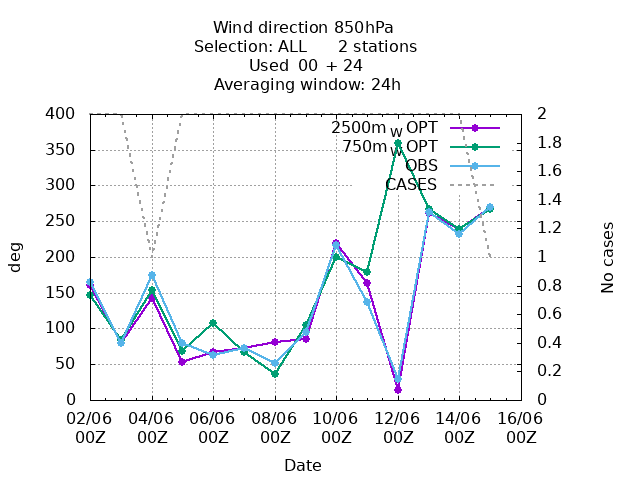 Wind direction 850hPa
Selection: ALL 2 stations
Used 00 + 24
Averaging window: 24h
400
350
300
250
200
150
100
50
0
deg
2
1.8
1.6
1.4
1.2
1
0.8
0.6
0.4
0.2
0
No cases
2500m w OPT
750m w OPT
OBS
CASES
02/06 04/06 06/06 08/06 10/06 12/06 14/06 16/06
00Z 00Z 00Z 00Z 00Z 00Z 00Z 00Z
Date